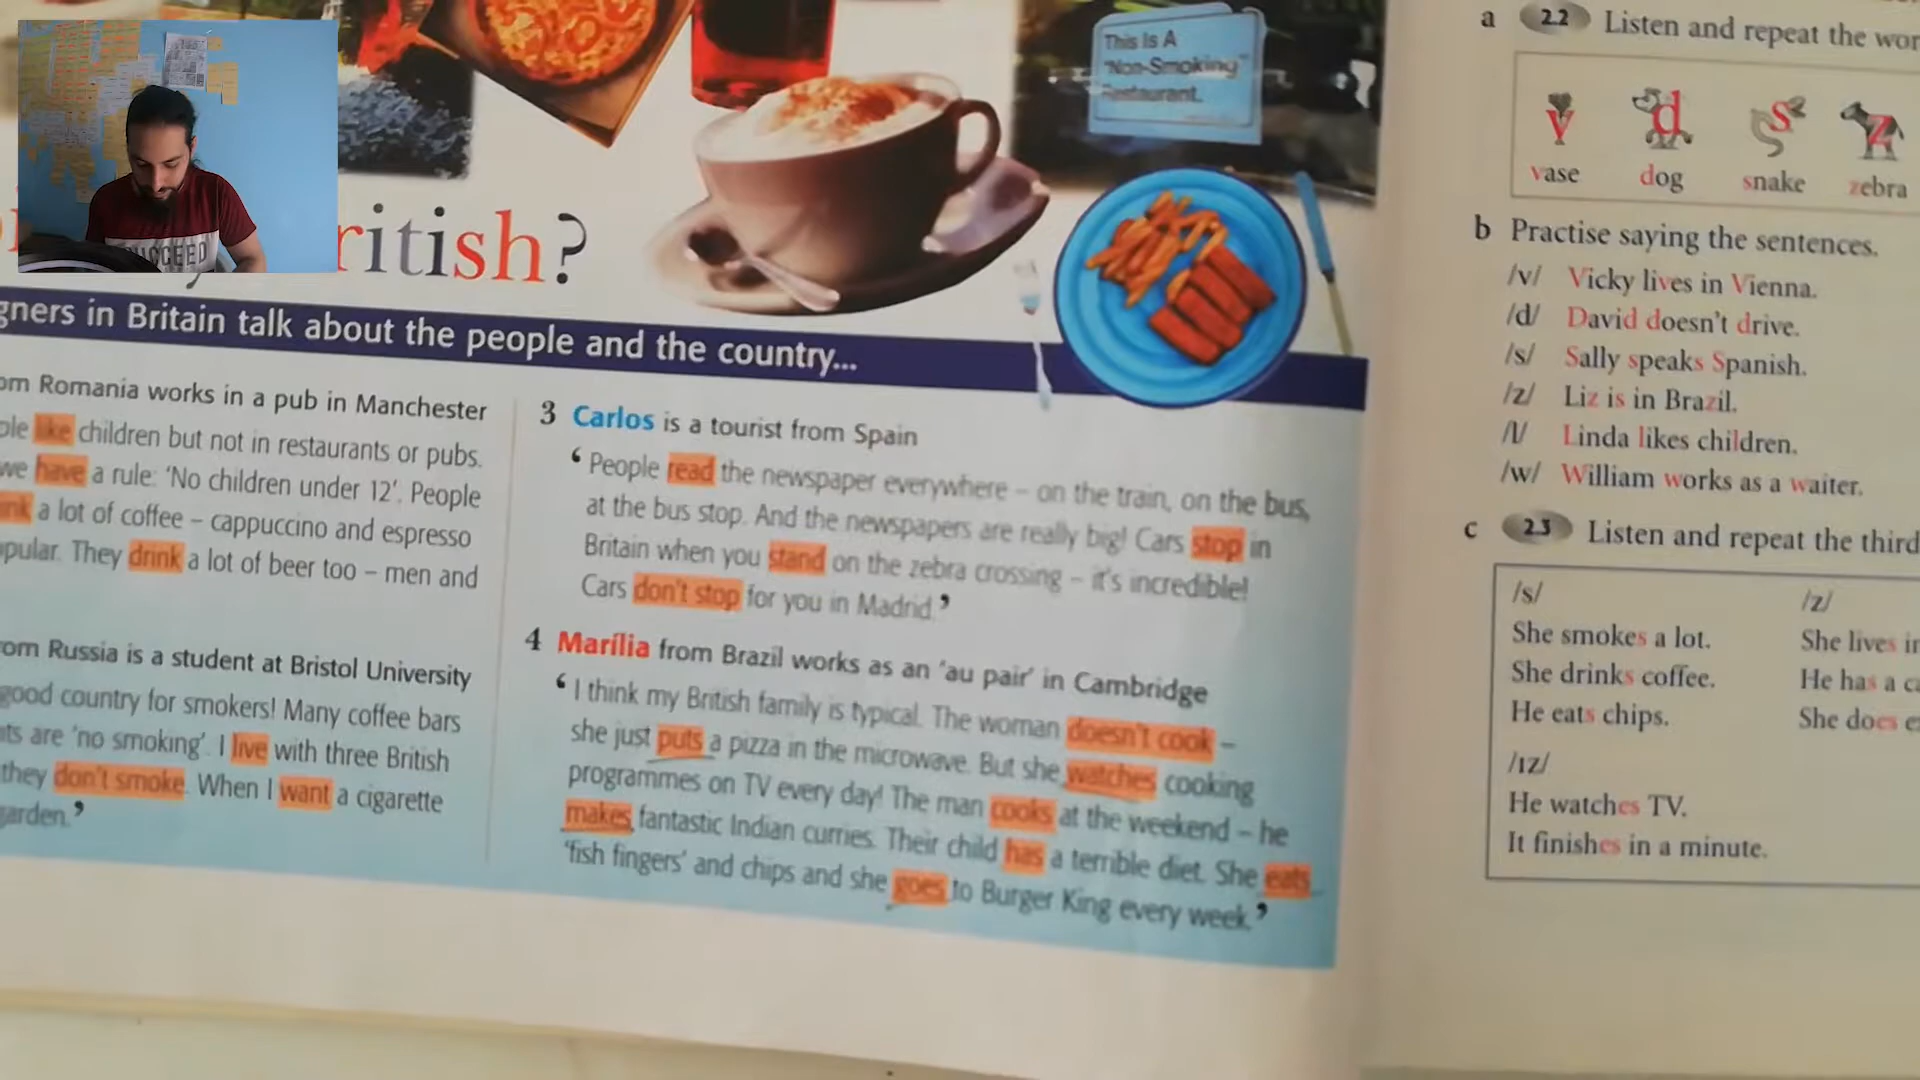 This Is A
"Non-Smoking"
Restaurant.
SUCCEED
ritish?
gners in Britain talk about the people and the country...
om Romania works in a pub in Manchester
ple like children but not in restaurants or pubs.
we have a rule: 'No children under 12'. People
ink a lot of coffee – cappuccino and espresso
pular. They drink a lot of beer too – men and
rom Russia is a student at Bristol University
good country for smokers! Many coffee bars
ts are 'no smoking'. I live with three British
they don't smoke. When I want a cigarette
garden.'
3 Carlos is a tourist from Spain
'People read the newspaper everywhere – on the train, on the bus,
at the bus stop. And the newspapers are really big! Cars stop in
Britain when you stand on the zebra crossing – it's incredible!
Cars don't stop for you in Madrid.'
4 Marília from Brazil works as an 'au pair' in Cambridge
'I think my British family is typical. The woman doesn't cook –
she just puts a pizza in the microwave. But she watches cooking
programmes on TV every day! The man cooks at the weekend – he
makes fantastic Indian curries. Their child has a terrible diet. She eats
'fish fingers' and chips and she goes to Burger King every week.'
a 2.2 Listen and repeat the wor
v d s z
vase dog snake zebra
b Practise saying the sentences.
/v/ Vicky lives in Vienna.
/d/ David doesn't drive.
/s/ Sally speaks Spanish.
/z/ Liz is in Brazil.
/l/ Linda likes children.
/w/ William works as a waiter.
c 2.3 Listen and repeat the third
/s/ /z/
She smokes a lot. She lives in
She drinks coffee. He has a ca
He eats chips. She does e
/ɪz/
He watches TV.
It finishes in a minute.